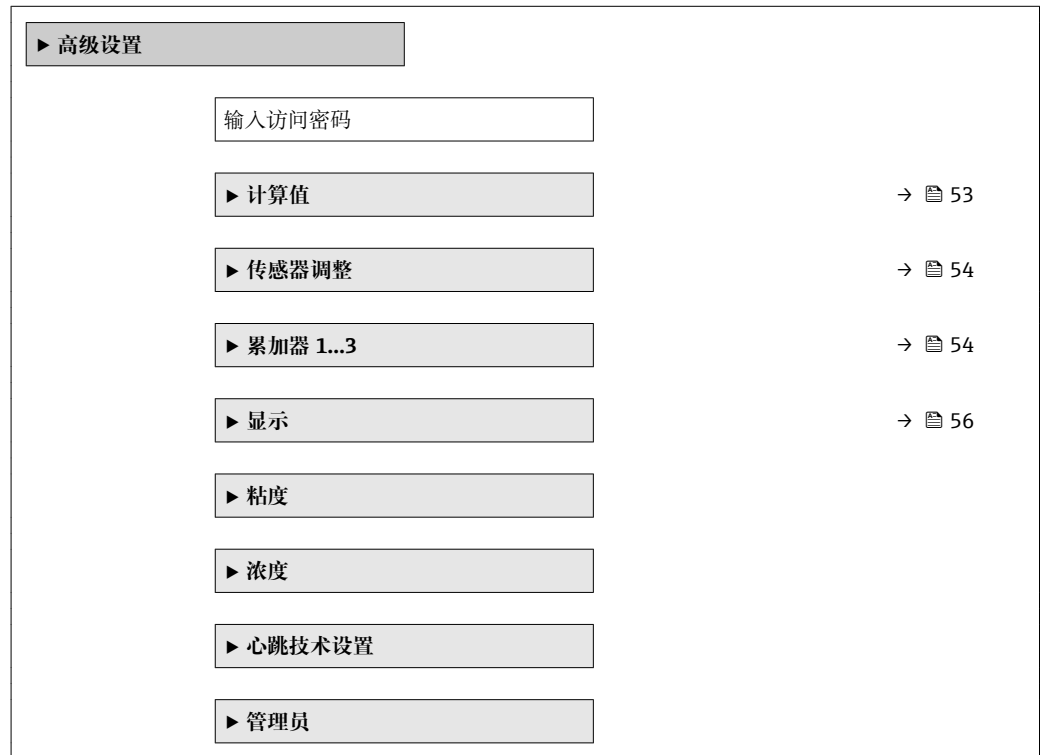 ▶ 高级设置
输入访问密码
▶ 计算值 → 🖹 53
▶ 传感器调整 → 🖹 54
▶ 累加器 1...3 → 🖹 54
▶ 显示 → 🖹 56
▶ 粘度
▶ 浓度
▶ 心跳技术设置
▶ 管理员